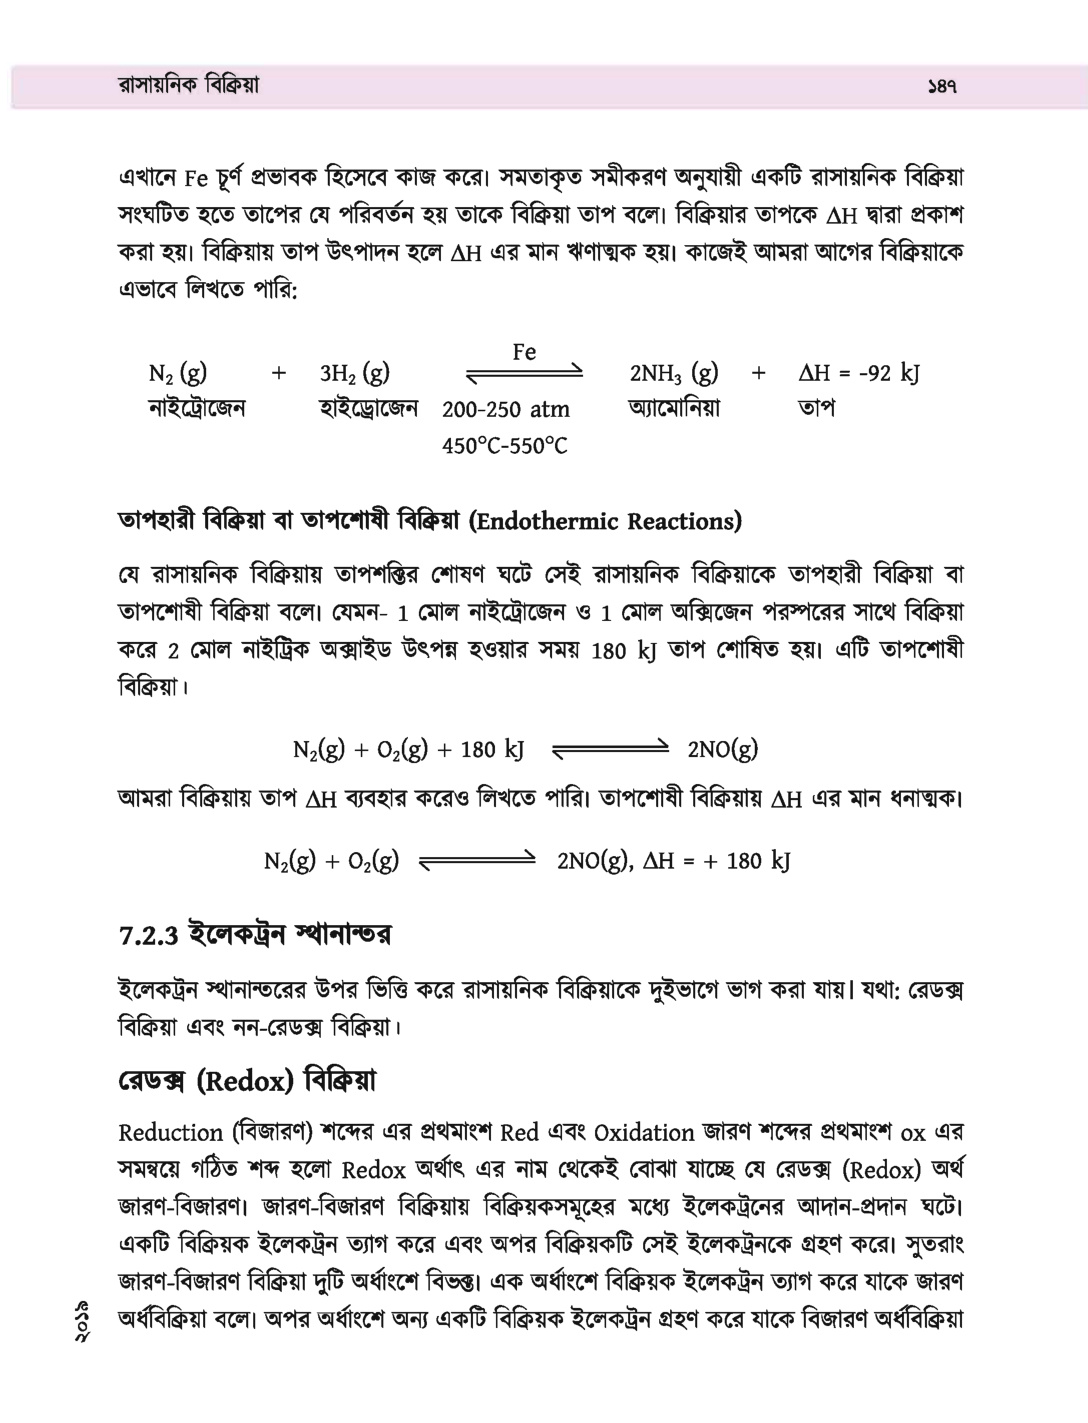 রাসায়নিক বিক্রিয়া ১৪৭
এখানে Fe চূর্ণ প্রভাবক হিসেবে কাজ করে। সমতাকৃত সমীকরণ অনুযায়ী একটি রাসায়নিক বিক্রিয়া
সংঘটিত হতে তাপের যে পরিবর্তন হয় তাকে বিক্রিয়া তাপ বলে। বিক্রিয়ার তাপকে ΔH দ্বারা প্রকাশ
করা হয়। বিক্রিয়ায় তাপ উৎপাদন হলে ΔH এর মান ঋণাত্মক হয়। কাজেই আমরা আগের বিক্রিয়াকে
এভাবে লিখতে পারি:
Fe
N₂ (g) + 3H₂ (g) ⇌ 2NH₃ (g) + ΔH = -92 kJ
নাইট্রোজেন হাইড্রোজেন 200-250 atm অ্যামোনিয়া তাপ
450°C-550°C
তাপহারী বিক্রিয়া বা তাপশোষী বিক্রিয়া (Endothermic Reactions)
যে রাসায়নিক বিক্রিয়ায় তাপশক্তির শোষণ ঘটে সেই রাসায়নিক বিক্রিয়াকে তাপহারী বিক্রিয়া বা
তাপশোষী বিক্রিয়া বলে। যেমন- 1 মোল নাইট্রোজেন ও 1 মোল অক্সিজেন পরস্পরের সাথে বিক্রিয়া
করে 2 মোল নাইট্রিক অক্সাইড উৎপন্ন হওয়ার সময় 180 kJ তাপ শোষিত হয়। এটি তাপশোষী
বিক্রিয়া।
N₂(g) + O₂(g) + 180 kJ ⇌ 2NO(g)
আমরা বিক্রিয়ায় তাপ ΔH ব্যবহার করেও লিখতে পারি। তাপশোষী বিক্রিয়ায় ΔH এর মান ধনাত্মক।
N₂(g) + O₂(g) ⇌ 2NO(g), ΔH = + 180 kJ
7.2.3 ইলেকট্রন স্থানান্তর
ইলেকট্রন স্থানান্তরের উপর ভিত্তি করে রাসায়নিক বিক্রিয়াকে দুইভাগে ভাগ করা যায়। যথা: রেডক্স
বিক্রিয়া এবং নন-রেডক্স বিক্রিয়া।
রেডক্স (Redox) বিক্রিয়া
Reduction (বিজারণ) শব্দের এর প্রথমাংশ Red এবং Oxidation জারণ শব্দের প্রথমাংশ ox এর
সমন্বয়ে গঠিত শব্দ হলো Redox অর্থাৎ এর নাম থেকেই বোঝা যাচ্ছে যে রেডক্স (Redox) অর্থ
জারণ-বিজারণ। জারণ-বিজারণ বিক্রিয়ায় বিক্রিয়কসমূহের মধ্যে ইলেকট্রনের আদান-প্রদান ঘটে।
একটি বিক্রিয়ক ইলেকট্রন ত্যাগ করে এবং অপর বিক্রিয়কটি সেই ইলেকট্রনকে গ্রহণ করে। সুতরাং
জারণ-বিজারণ বিক্রিয়া দুটি অর্ধাংশে বিভক্ত। এক অর্ধাংশে বিক্রিয়ক ইলেকট্রন ত্যাগ করে যাকে জারণ
অর্ধবিক্রিয়া বলে। অপর অর্ধাংশে অন্য একটি বিক্রিয়ক ইলেকট্রন গ্রহণ করে যাকে বিজারণ অর্ধবিক্রিয়া
২০১৯